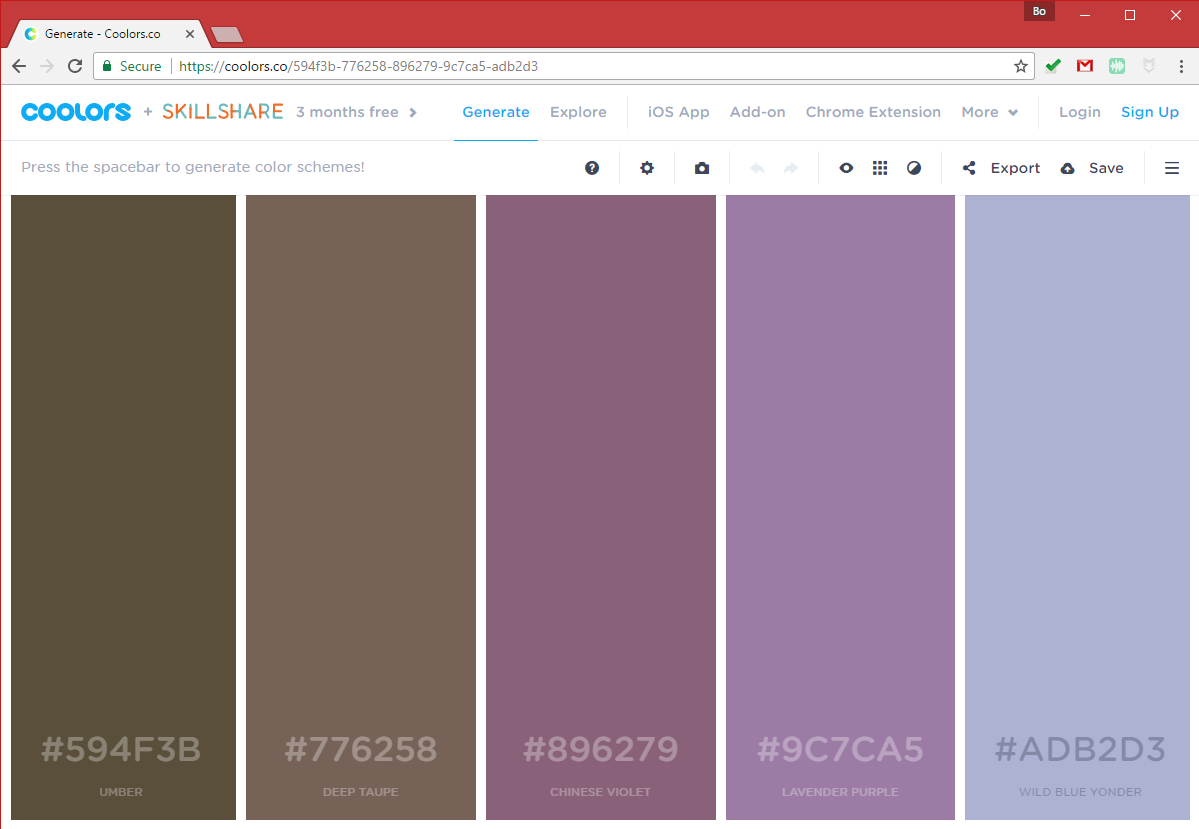 Bo
Generate - Coolors.co
Secure https://coolors.co/594f3b-776258-896279-9c7ca5-adb2d3
coolors + SKILLSHARE 3 months free Generate Explore iOS App Add-on Chrome Extension More Login Sign Up
Press the spacebar to generate color schemes! Export Save
#594F3B #776258 #896279 #9C7CA5 #ADB2D3
UMBER DEEP TAUPE CHINESE VIOLET LAVENDER PURPLE WILD BLUE YONDER